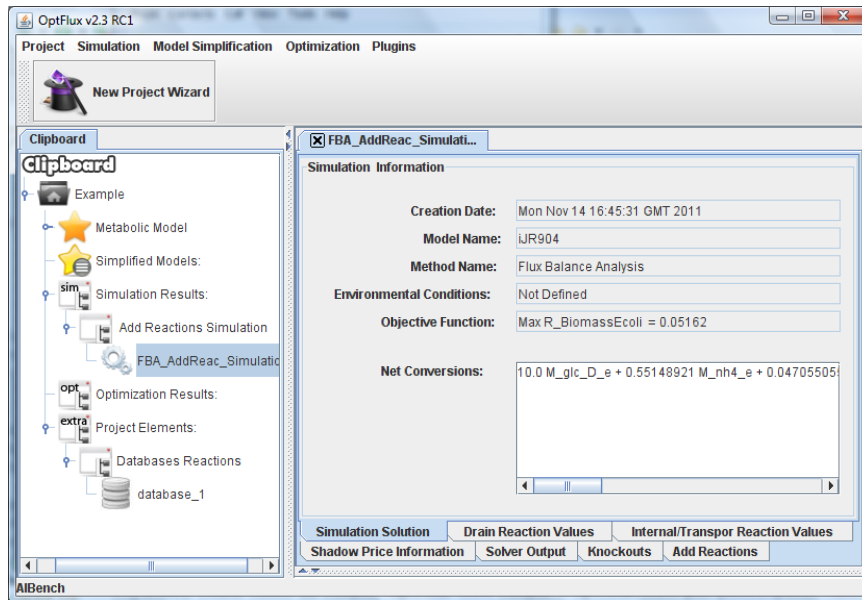 OptFlux v2.3 RC1
Project Simulation Model Simplification Optimization Plugins
New Project Wizard
Clipboard
Clipboard
Example
Metabolic Model
Simplified Models:
sim
Simulation Results:
Add Reactions Simulation
FBA_AddReac_Simulatio
opt
Optimization Results:
extra
Project Elements:
Databases Reactions
database_1
FBA_AddReac_Simulati...
Simulation Information
Creation Date: Mon Nov 14 16:45:31 GMT 2011
Model Name: iJR904
Method Name: Flux Balance Analysis
Environmental Conditions: Not Defined
Objective Function: Max R_BiomassEcoli = 0.05162
Net Conversions: 10.0 M_glc_D_e + 0.55148921 M_nh4_e + 0.04705505
Simulation Solution Drain Reaction Values Internal/Transpor Reaction Values
Shadow Price Information Solver Output Knockouts Add Reactions
AIBench